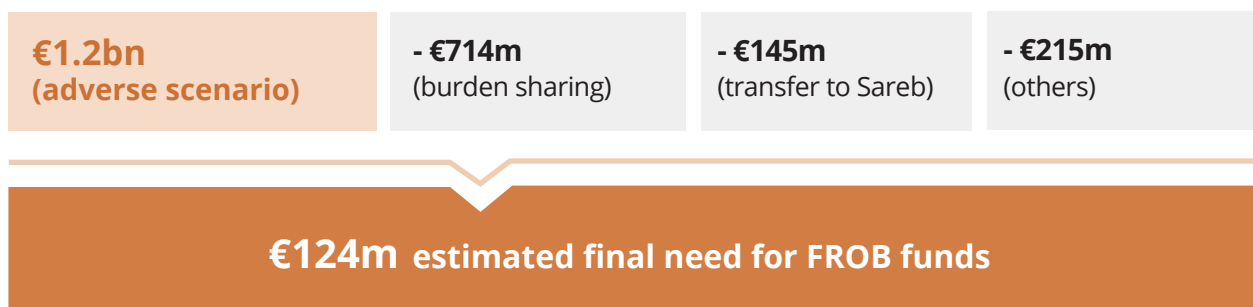 €1.2bn
(adverse scenario)
- €714m
(burden sharing)
- €145m
(transfer to Sareb)
- €215m
(others)
€124m estimated final need for FROB funds